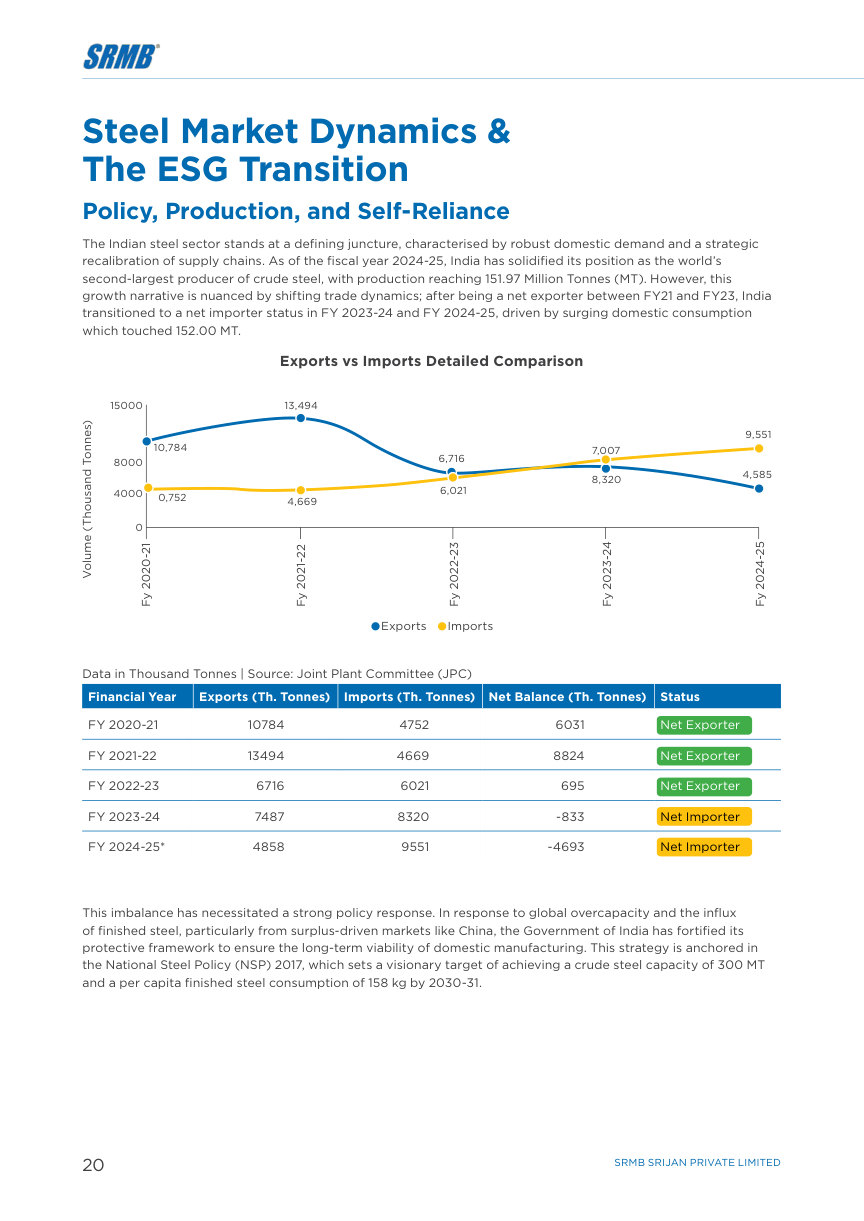 SRMB
Steel Market Dynamics &
The ESG Transition
Policy, Production, and Self-Reliance
The Indian steel sector stands at a defining juncture, characterised by robust domestic demand and a strategic
recalibration of supply chains. As of the fiscal year 2024-25, India has solidified its position as the world's
second-largest producer of crude steel, with production reaching 151.97 Million Tonnes (MT). However, this
growth narrative is nuanced by shifting trade dynamics; after being a net exporter between FY21 and FY23, India
transitioned to a net importer status in FY 2023-24 and FY 2024-25, driven by surging domestic consumption
which touched 152.00 MT.
Exports vs Imports Detailed Comparison
Volume (Thousand Tonnes)
15000
8000
4000
0
10,784
13,494
6,716
7,007
9,551
0,752
4,669
6,021
8,320
4,585
Fy 2020-21
Fy 2021-22
Fy 2022-23
Fy 2023-24
Fy 2024-25
Exports Imports
Data in Thousand Tonnes | Source: Joint Plant Committee (JPC)
Financial Year Exports (Th. Tonnes) Imports (Th. Tonnes) Net Balance (Th. Tonnes) Status
FY 2020-21 10784 4752 6031 Net Exporter
FY 2021-22 13494 4669 8824 Net Exporter
FY 2022-23 6716 6021 695 Net Exporter
FY 2023-24 7487 8320 -833 Net Importer
FY 2024-25* 4858 9551 -4693 Net Importer
This imbalance has necessitated a strong policy response. In response to global overcapacity and the influx
of finished steel, particularly from surplus-driven markets like China, the Government of India has fortified its
protective framework to ensure the long-term viability of domestic manufacturing. This strategy is anchored in
the National Steel Policy (NSP) 2017, which sets a visionary target of achieving a crude steel capacity of 300 MT
and a per capita finished steel consumption of 158 kg by 2030-31.
20
SRMB SRIJAN PRIVATE LIMITED